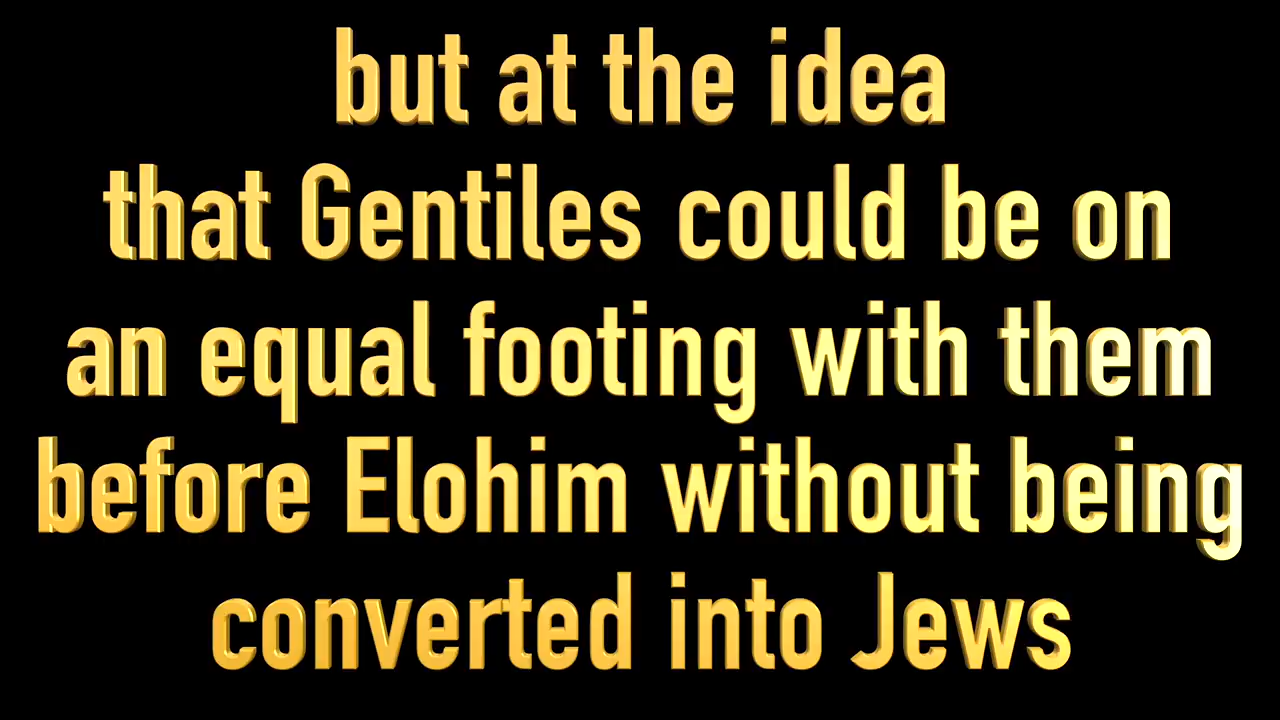 but at the idea
that Gentiles could be on
an equal footing with them
before Elohim without being
converted into Jews